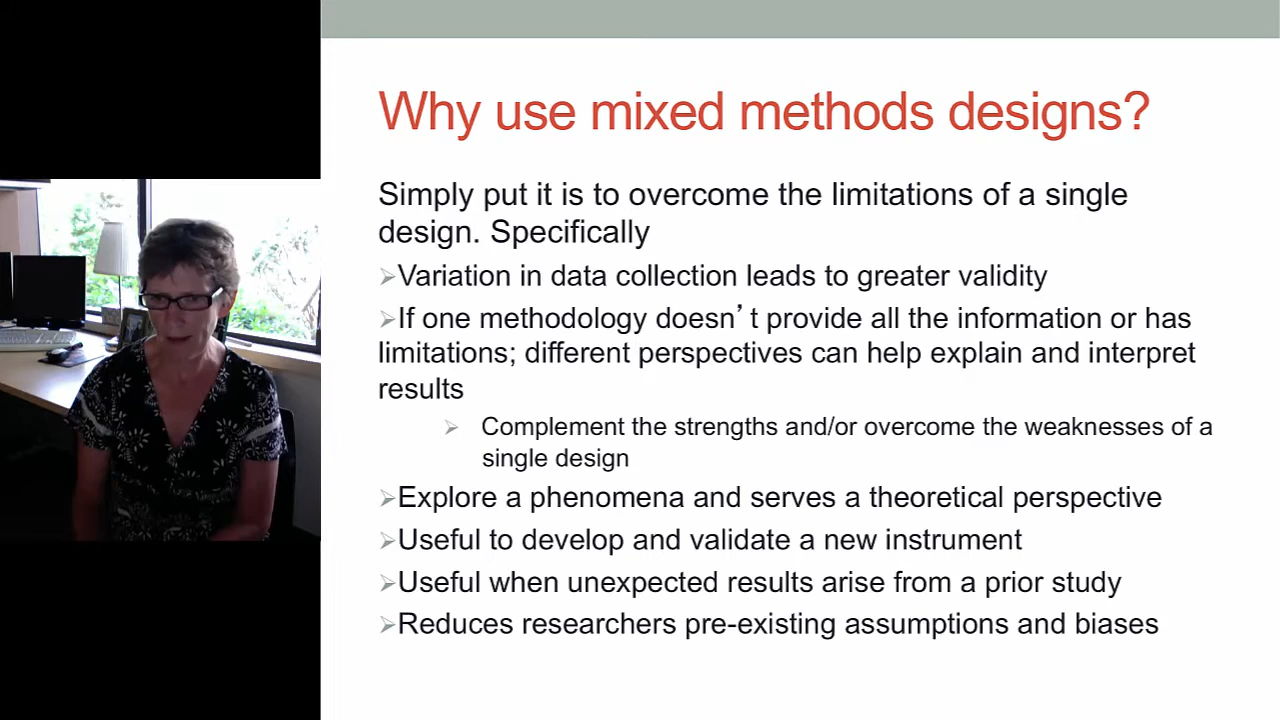 Why use mixed methods designs?
Simply put it is to overcome the limitations of a single
design. Specifically
➢Variation in data collection leads to greater validity
➢If one methodology doesn’t provide all the information or has
limitations; different perspectives can help explain and interpret
results
➢ Complement the strengths and/or overcome the weaknesses of a
single design
➢Explore a phenomena and serves a theoretical perspective
➢Useful to develop and validate a new instrument
➢Useful when unexpected results arise from a prior study
➢Reduces researchers pre-existing assumptions and biases